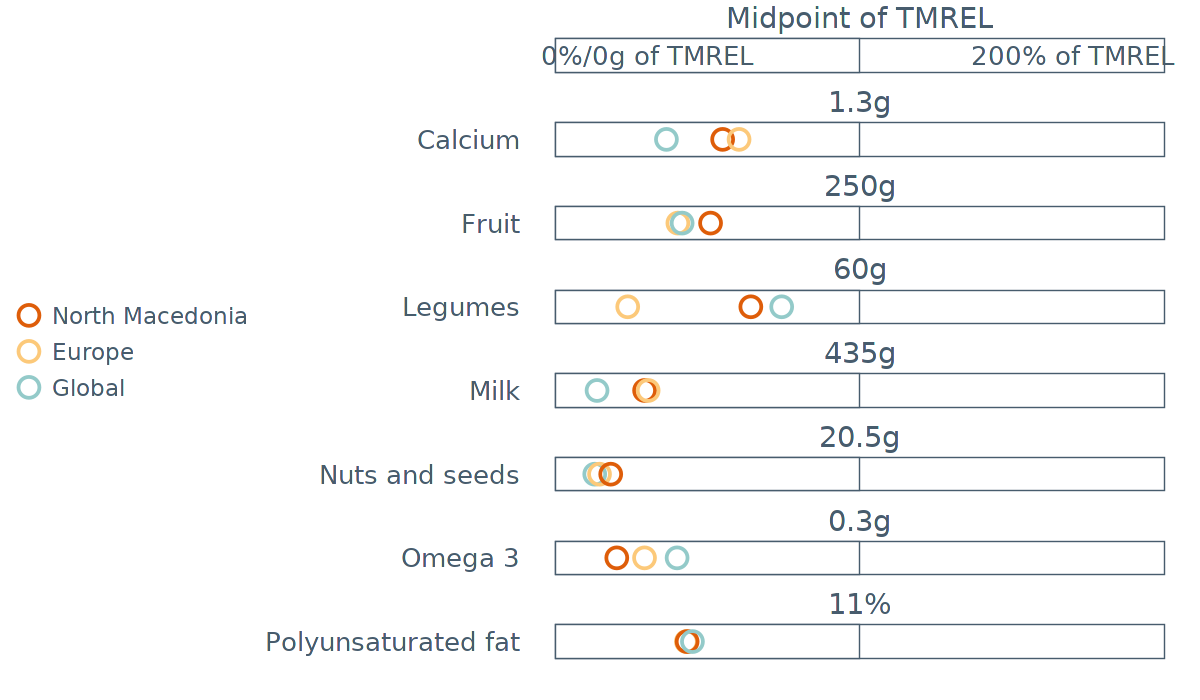 Midpoint of TMREL
0%/0g of TMREL
200% of TMREL
1.3g
Calcium
250g
Fruit
60g
Legumes
435g
Milk
20.5g
Nuts and seeds
0.3g
Omega 3
11%
Polyunsaturated fat
North Macedonia
Europe
Global